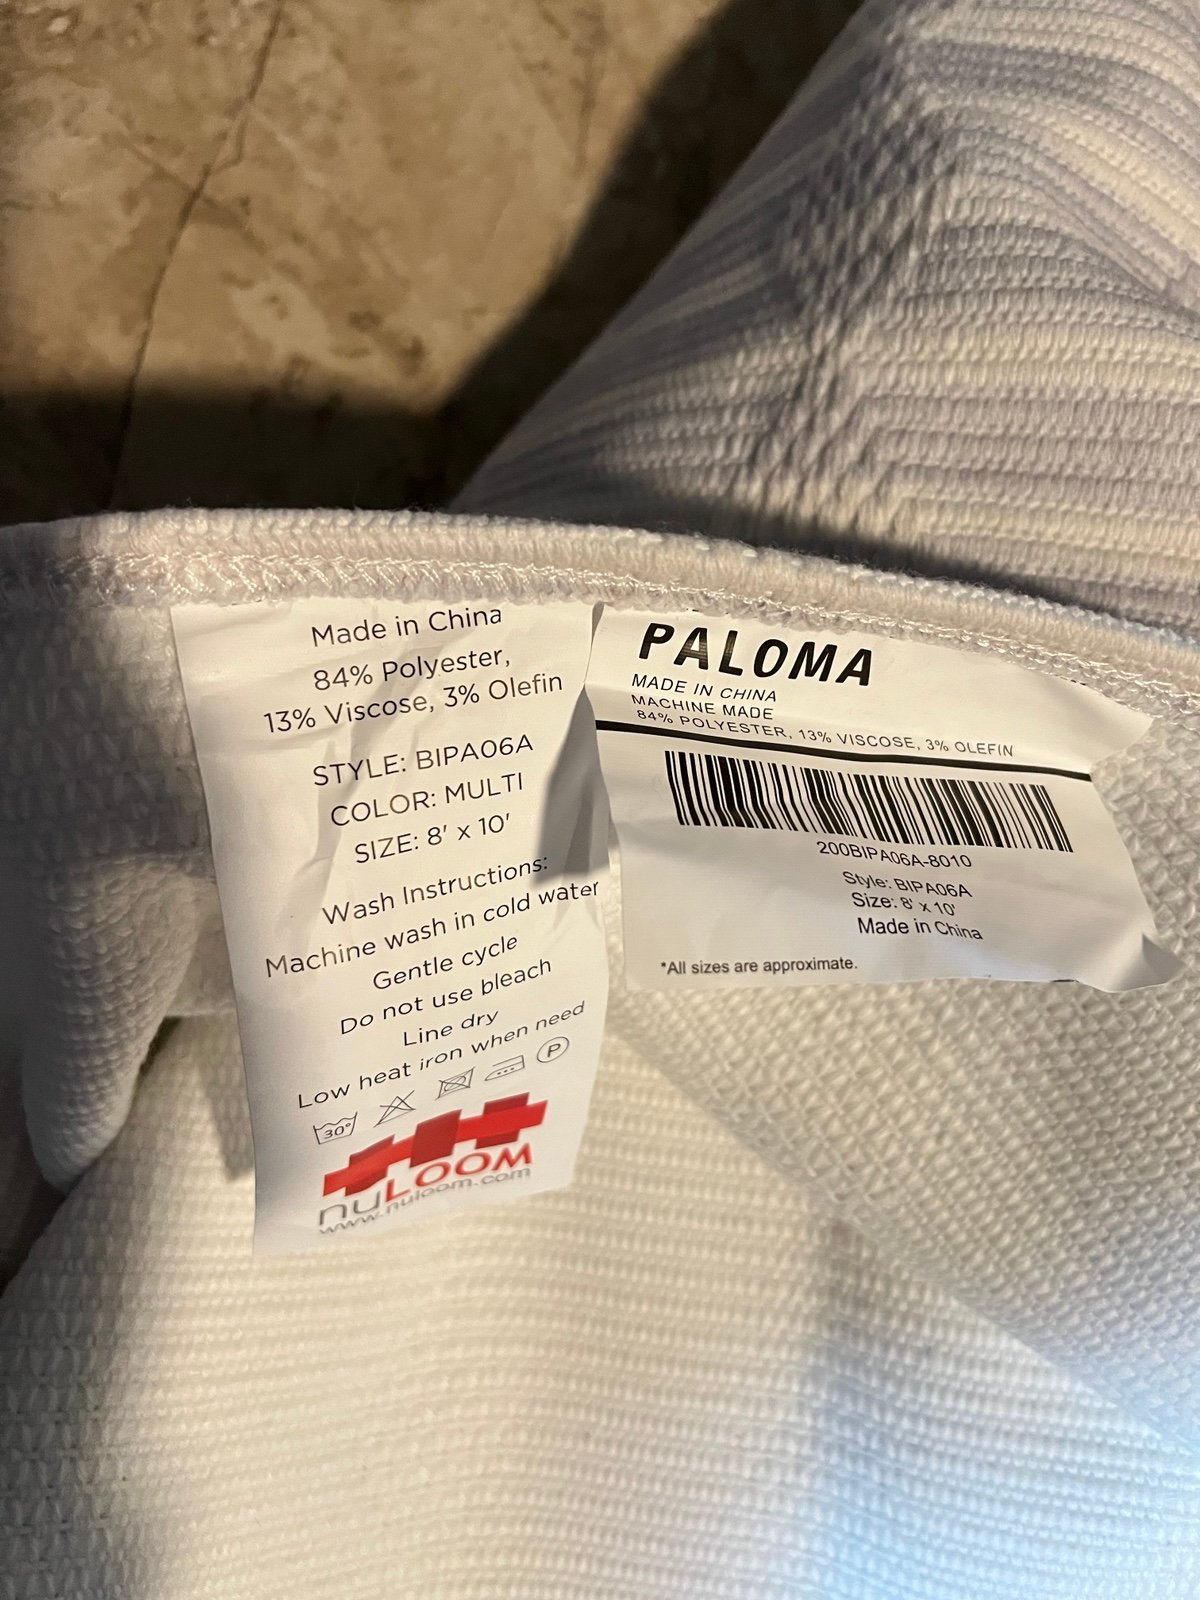 Made in China
84% Polyester,
13% Viscose, 3% Olefin
STYLE: BIPA06A
COLOR: MULTI
SIZE: 8' x 10'
Wash Instructions:
Machine wash in cold water
Gentle cycle
Do not use bleach
Line dry
Low heat iron when need
30°
P
nuLOOM
www.nuloom.com
PALOMA
MADE IN CHINA
MACHINE MADE
84% POLYESTER, 13% VISCOSE, 3% OLEFIN
200BIPA06A-8010
Style: BIPA06A
Size: 8' x 10'
Made in China
*All sizes are approximate.